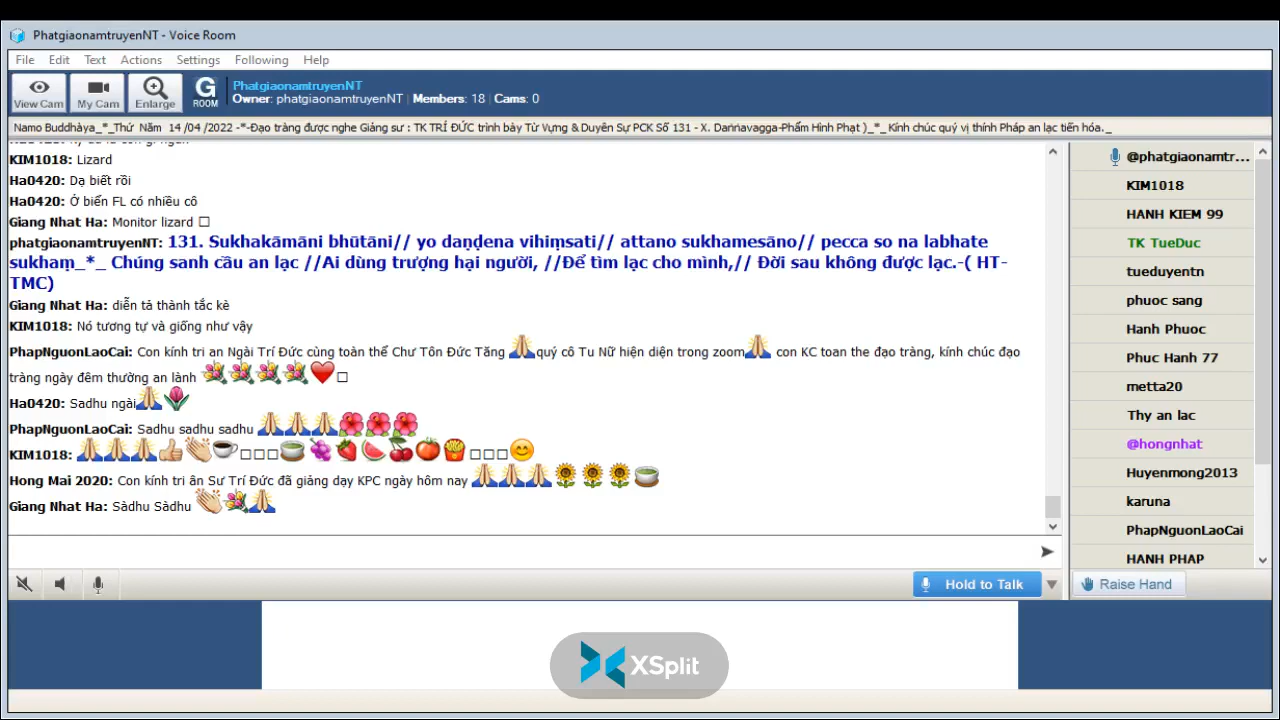 PhatgiaonamtruyenNT - Voice Room
File Edit Text Actions Settings Following Help
View Cam My Cam Enlarge G ROOM
PhatgiaonamtruyenNT
Owner: phatgiaonamtruyenNT | Members: 18 | Cams: 0
Namo Buddhàya_*_Thứ Năm 14 /04 /2022 -*-Đạo tràng được nghe Giảng sư : TK TRÍ ĐỨC trình bày Từ Vựng & Duyên Sự PCK Số 131 - X. Daṇṇavagga-Phẩm Hình Phạt )_*_ Kính chúc quý vị thính Pháp an lạc tiến hóa._
KIM1018: Lizard
Ha0420: Dạ biết rồi
Ha0420: Ở biển FL có nhiều cô
Giang Nhat Ha: Monitor lizard □
phatgiaonamtruyenNT: 131. Sukhakāmāni bhūtāni// yo daṇḍena vihiṃsati// attano sukhamesāno// pecca so na labhate
sukhaṃ_*_ Chúng sanh cầu an lạc //Ai dùng trượng hại người, //Để tìm lạc cho mình,// Đời sau không được lạc.-( HT-
TMC)
Giang Nhat Ha: diễn tả thành tắc kè
KIM1018: Nó tương tự và giống như vậy
PhapNguonLaoCai: Con kính tri an Ngài Trí Đức cùng toàn thể Chư Tôn Đức Tăng 🙏quý cô Tu Nữ hiện diện trong zoom🙏 con KC toan the đạo tràng, kính chúc đạo
tràng ngày đêm thường an lành 💐💐💐💐❤️□
Ha0420: Sadhu ngài🙏🌷
PhapNguonLaoCai: Sadhu sadhu sadhu 🙏🙏🙏🌺🌺🌺
KIM1018: 🙏🙏🙏👍👏☕□□□🍵🍇🍓🍉🍒🍅🍟□□□😊
Hong Mai 2020: Con kính tri ân Sư Trí Đức đã giảng dạy KPC ngày hôm nay 🙏🙏🙏🌻🌻🌻🍵
Giang Nhat Ha: Sàdhu Sàdhu 👏💐🙏
@phatgiaonamtr...
KIM1018
HANH KIEM 99
TK TueDuc
tueduyentn
phuoc sang
Hanh Phuoc
Phuc Hanh 77
metta20
Thy an lac
@hongnhat
Huyenmong2013
karuna
PhapNguonLaoCai
HANH PHAP
Hold to Talk
Raise Hand
XSplit